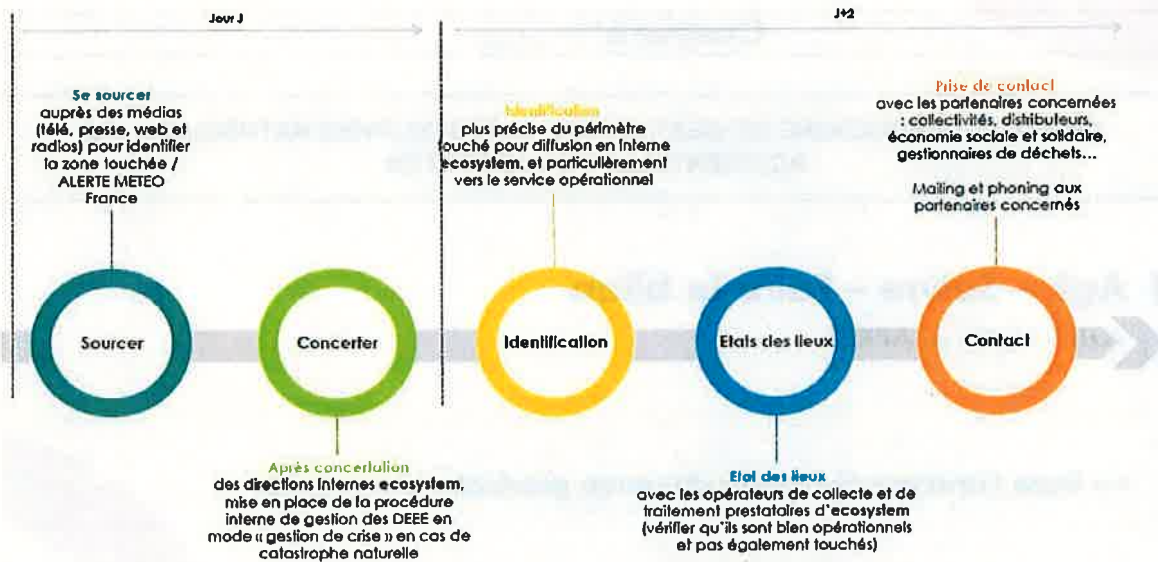 Jour J
J+2
Se sourcer
auprès des médias
(télé, presse, web et
radios) pour identifier
la zone touchée /
ALERTE METEO
France
Identification
plus précise du périmètre
touché pour diffusion en interne
ecosystem, et particulièrement
vers le service opérationnel
Prise de contact
avec les partenaires concernées
: collectivités, distributeurs,
économie sociale et solidaire,
gestionnaires de déchets...
Mailing et phoning aux
partenaires concernés
Sourcer
Concerter
Identification
Etats des lieux
Contact
Après concertation
des directions internes ecosystem,
mise en place de la procédure
interne de gestion des DEEE en
mode « gestion de crise » en cas de
catastrophe naturelle
Etat des lieux
avec les opérateurs de collecte et de
traitement prestataires d'ecosystem
(vérifier qu'ils sont bien opérationnels
et pas également touchés)